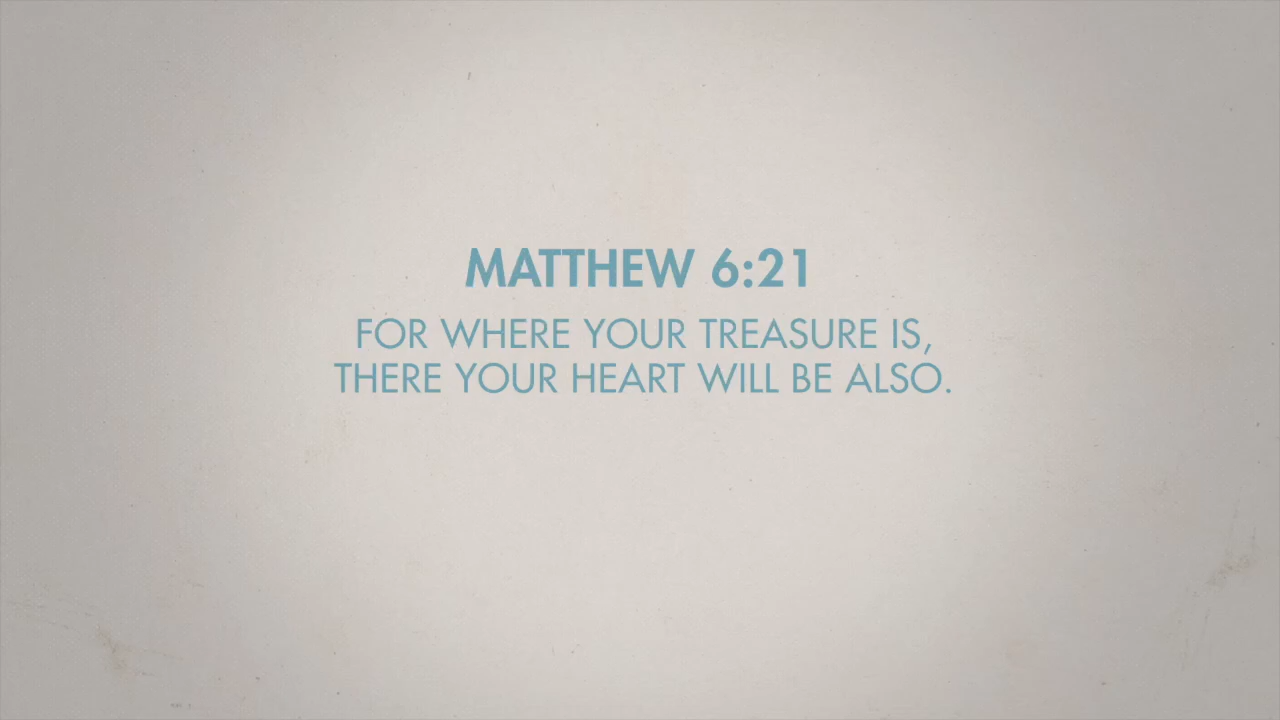 MATTHEW 6:21
FOR WHERE YOUR TREASURE IS,
THERE YOUR HEART WILL BE ALSO.